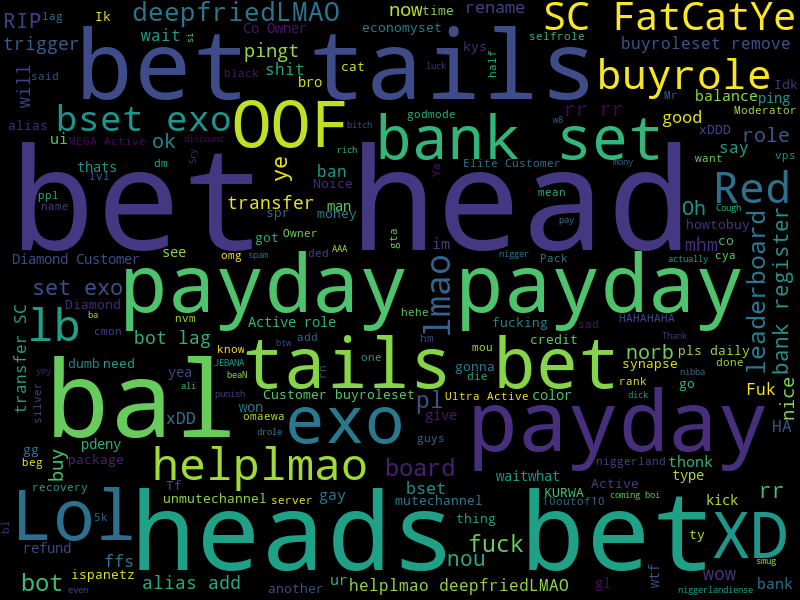 RIP lag Ik deepfriedLMAO now time rename SC FatCatYe
trigger wait si Co Owner economyset kys selfrole buyroleset remove
will said bet tails pingt shit bro cat luck half buyrole Idk
black
alias bset exo OOF godmode rr rr Mr balance ping
ui MEGA Active ok discount bitch bank set w8 good xDDD Moderator role
thats dm Sry rich ye ban Elite Customer say
lvl Noice Ya mony want vps
ppl name bet transfer man mean head Red
spr money Oh Cough
pay howtobuy
Diamond Customer see got Owner gta im mhm co leaderboard bank register
omg spam ded AAA nigger Pack actually cya
set exo Diamond payday payday
ba hehe lmao sad
transfer SC lb cmon nvm Active role fucking HAHAHAHA
bot lag hm Thank
know btw add credit norb pls daily
yey dumb need JEBANA tails one mou bet synapse done
yea beaN rn gonna die nibba rank go
silver bal ali punish Customer buyroleset pl Ultra Active color dick Fuk nice
xDD won omaewa exo give payday HA
gg pdeny drole guys
beg buy package helplmao board niggerland thonk
recovery Tf waitwhat Active type
Lol unmutechannel server gay bset KURWA coming boi kick rr
5k heads mutechannel 10outof10 bet
bl thing ty XD
refund ffs nou fuck wtf smug
ispanetz wow
bot even alias add another ur helplmao deepfriedLMAO gl niggerlandiense bank